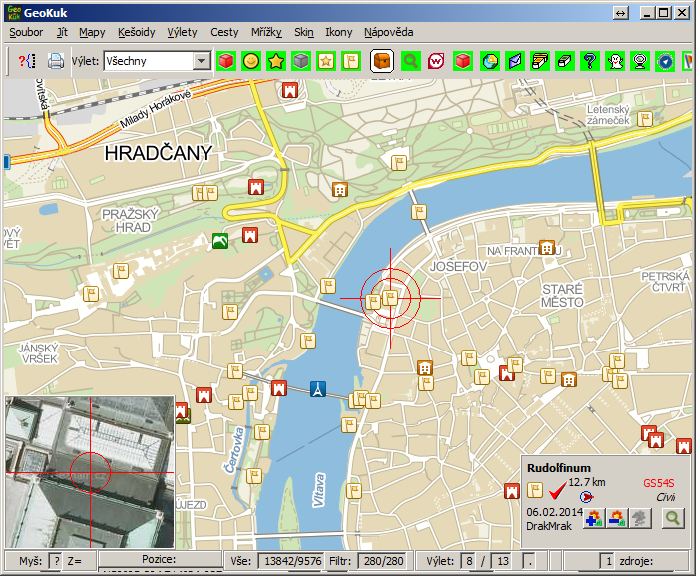 GeoKuk
Soubor Jít Mapy Kešoidy Výlety Cesty Mřížky Skin Ikony Nápověda
Výlet: Všechny
Milady Horákové
Letenský
zámeček
HRADČANY
PRAŽSKÝ
HRAD
JOSEFOV
NA FRANTIŠKU
STARÉ
MĚSTO
PETRSKÁ
ČTVRŤ
JÁNSKÝ
VRŠEK
Čertovka
Vltava
ÚJEZD
Rudolfinum
12.7 km
GS54S
Civil
06.02.2014
DrakMrak
Myš: ? Z= Pozice: Vše: 13842/9576 Filtr: 280/280 Výlet: 8 / 13 . 1 zdroje: